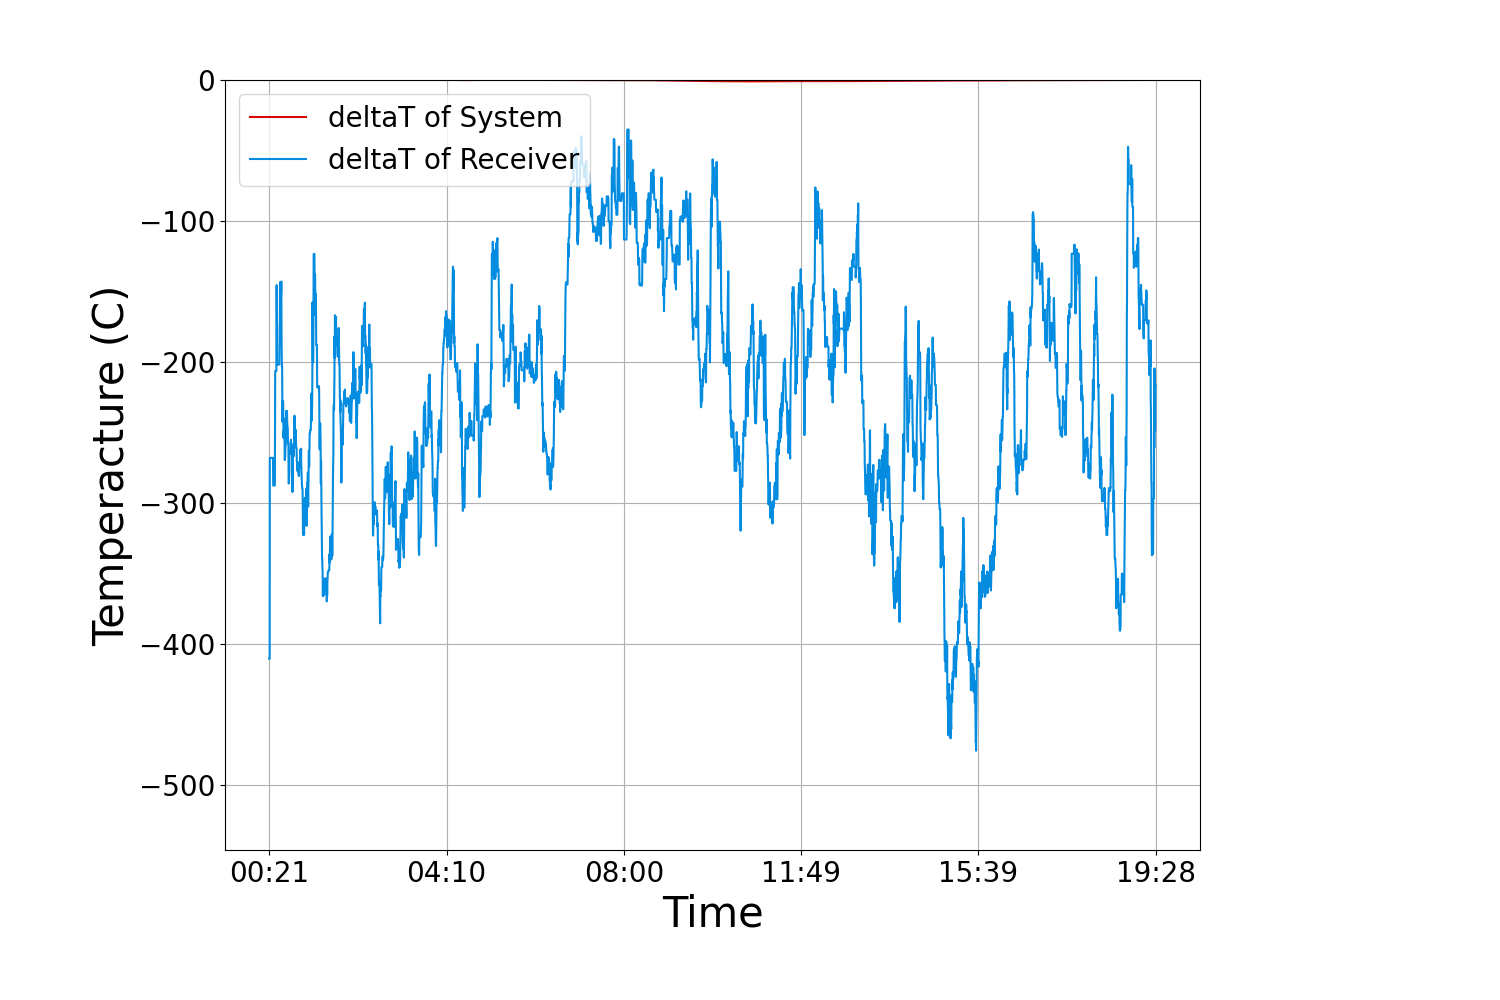 0
deltaT of System
deltaT of Receiver
−100
−200
−300
−400
−500
Temperacture (C)
00:21 04:10 08:00 11:49 15:39 19:28
Time